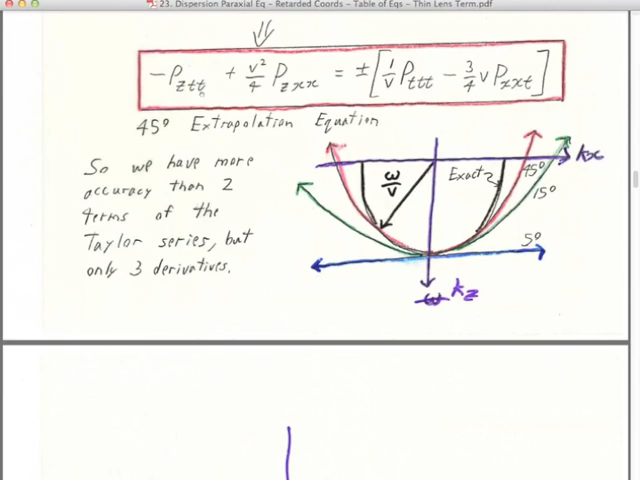 23. Dispersion Paraxial Eq - Retarded Coords - Table of Eqs - Thin Lens Term.pdf
-P_ztt + v²/4 P_zxx = ±[1/v P_ttt - 3/4 v P_xxt]
45° Extrapolation Equation
So we have more
accuracy than 2
terms of the
Taylor series, but
only 3 derivatives.
kx
ω/v
Exact
45°
15°
5°
kz